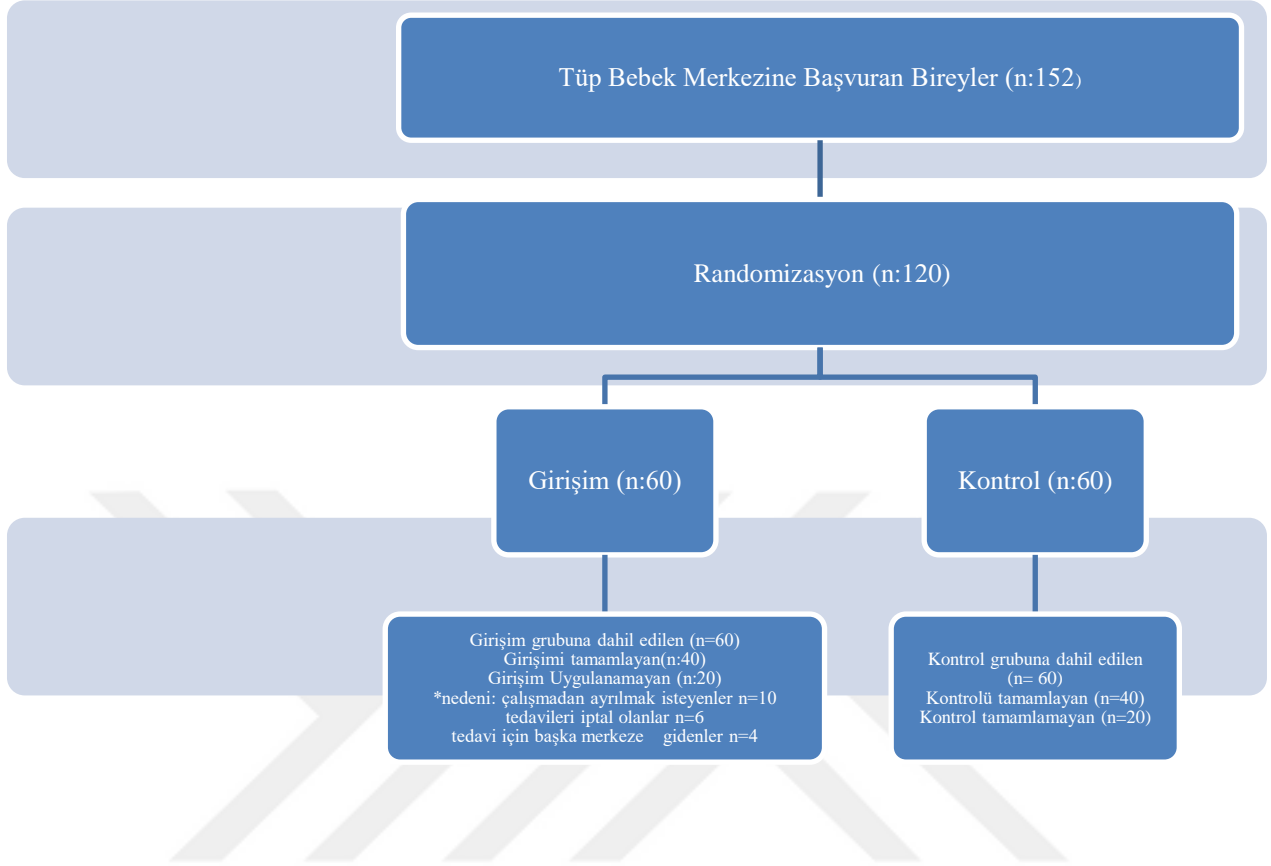 Tüp Bebek Merkezine Başvuran Bireyler (n:152)
Randomizasyon (n:120)
Girişim (n:60)
Kontrol (n:60)
Girişim grubuna dahil edilen (n=60)
Girişimi tamamlayan(n:40)
Girişim Uygulanamayan (n:20)
*nedeni: çalışmadan ayrılmak isteyenler n=10
tedavileri iptal olanlar n=6
tedavi için başka merkeze gidenler n=4
Kontrol grubuna dahil edilen
(n= 60)
Kontrolü tamamlayan (n=40)
Kontrol tamamlamayan (n=20)